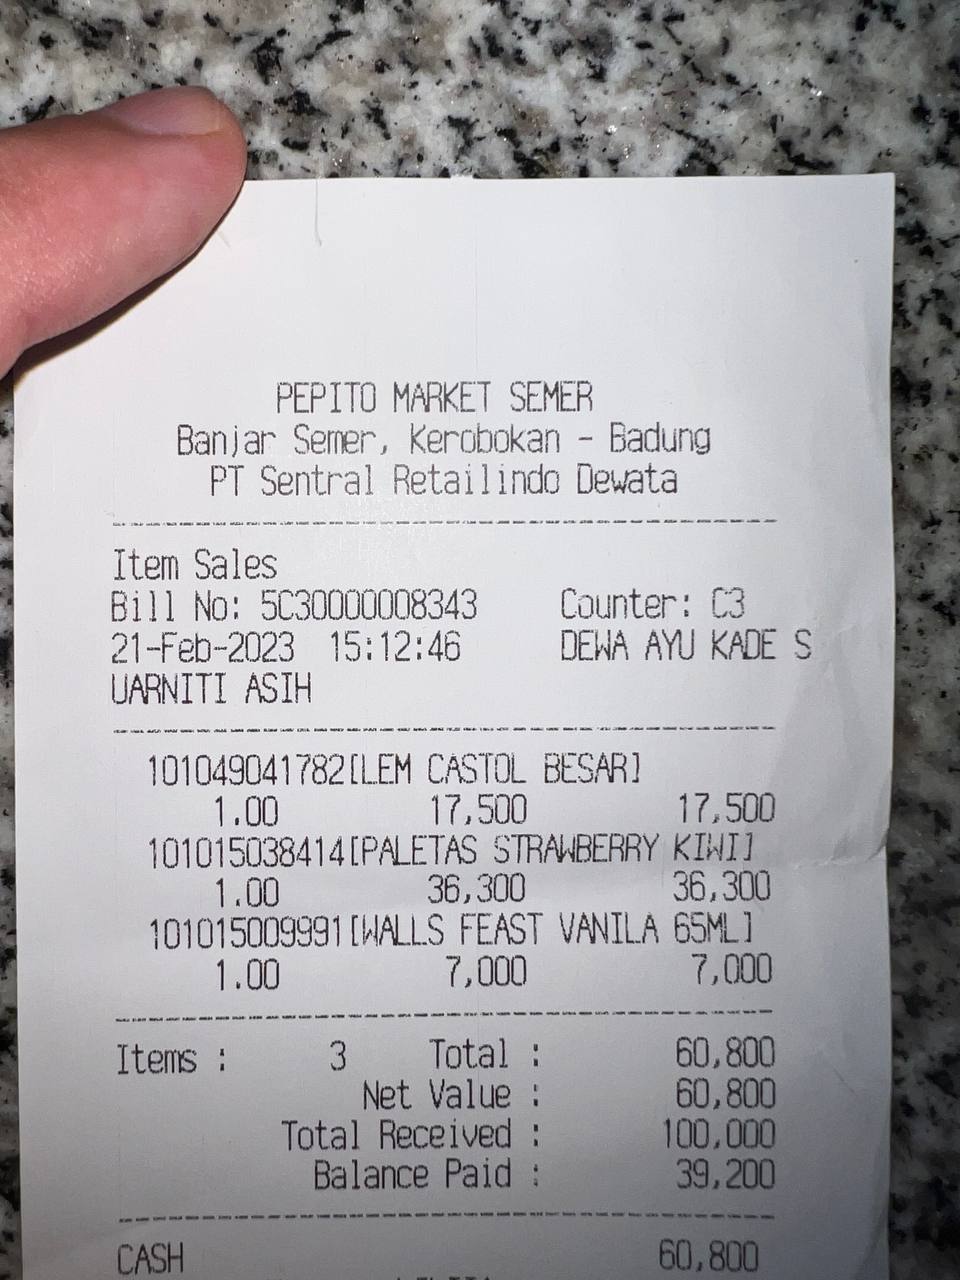 PEPITO MARKET SEMER
Banjar Semer, Kerobokan - Badung
PT Sentral Retailindo Dewata
Item Sales
Bill No: 5C30000008343 Counter: C3
21-Feb-2023 15:12:46 DEWA AYU KADE S
UARNITI ASIH
101049041782[LEM CASTOL BESAR]
1.00 17,500 17,500
101015038414[PALETAS STRAWBERRY KIWI]
1.00 36,300 36,300
101015009991[WALLS FEAST VANILA 65ML]
1.00 7,000 7,000
Items : 3 Total : 60,800
Net Value : 60,800
Total Received : 100,000
Balance Paid : 39,200
CASH 60,800